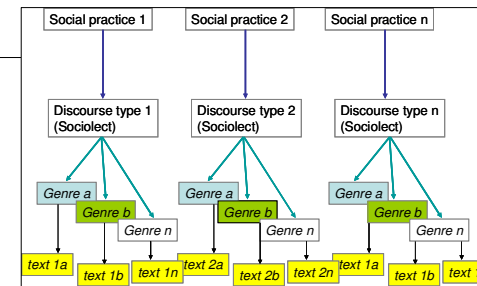 Social practice 1
Social practice 2
Social practice n
Discourse type 1
(Sociolect)
Discourse type 2
(Sociolect)
Discourse type n
(Sociolect)
Genre a
Genre b
Genre n
Genre a
Genre b
Genre n
Genre a
Genre b
Genre n
text 1a
text 1b
text 1n
text 2a
text 2b
text 2n
text 1a
text 1b
text